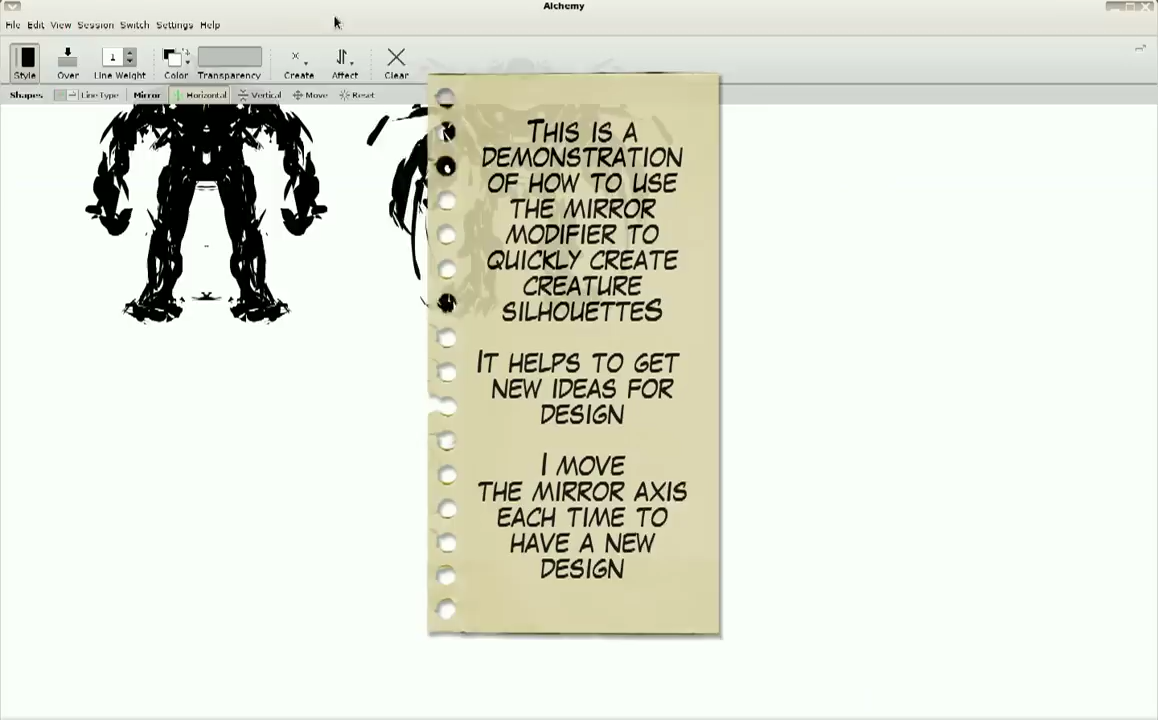 Alchemy
File Edit View Session Switch Settings Help
1
Style Over Line Weight Color Transparency Create Affect Clear
Shapes Line Type Mirror Horizontal Vertical Move Reset
THIS IS A
DEMONSTRATION
OF HOW TO USE
THE MIRROR
MODIFIER TO
QUICKLY CREATE
CREATURE
SILHOUETTES
IT HELPS TO GET
NEW IDEAS FOR
DESIGN
I MOVE
THE MIRROR AXIS
EACH TIME TO
HAVE A NEW
DESIGN